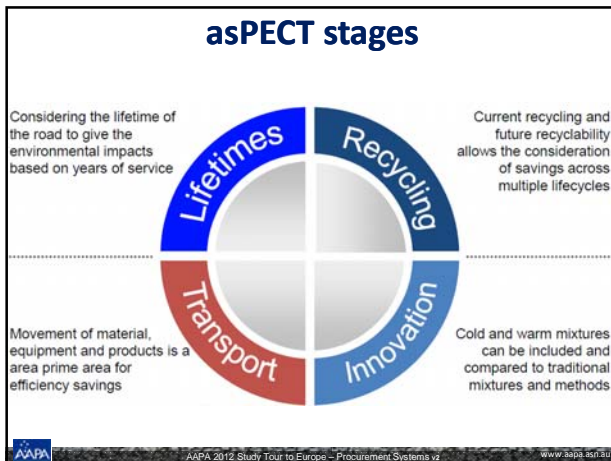 asPECT stages
Considering the lifetime of
the road to give the
environmental impacts
based on years of service
Lifetimes
Recycling
Current recycling and
future recyclability
allows the consideration
of savings across
multiple lifecycles
Movement of material,
equipment and products is a
area prime area for
efficiency savings
Transport
Innovation
Cold and warm mixtures
can be included and
compared to traditional
mixtures and methods
AAPA
AAPA 2012 Study Tour to Europe – Procurement Systems v2
www.aapa.asn.au